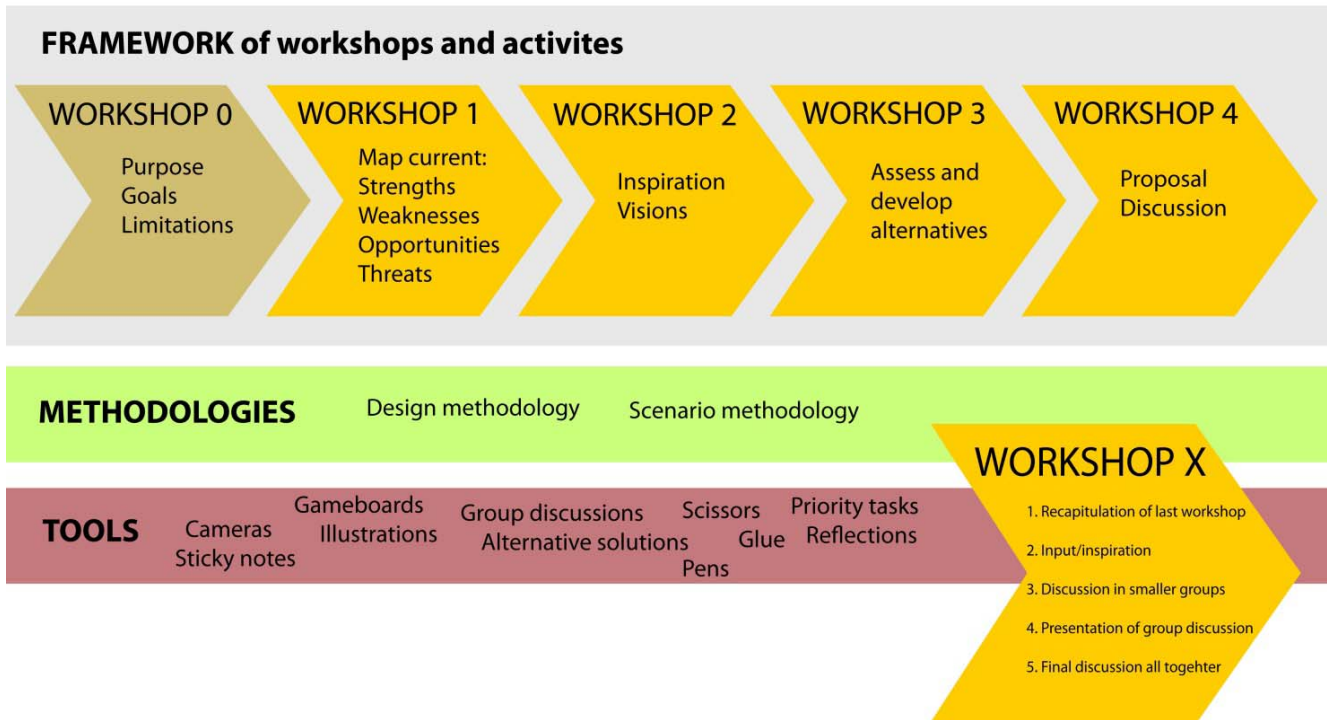 FRAMEWORK of workshops and activites
WORKSHOP 0
Purpose
Goals
Limitations
WORKSHOP 1
Map current:
Strengths
Weaknesses
Opportunities
Threats
WORKSHOP 2
Inspiration
Visions
WORKSHOP 3
Assess and
develop
alternatives
WORKSHOP 4
Proposal
Discussion
METHODOLOGIES
Design methodology
Scenario methodology
TOOLS
Cameras
Sticky notes
Gameboards
Illustrations
Group discussions
Alternative solutions
Scissors
Glue
Pens
Priority tasks
Reflections
WORKSHOP X
1. Recapitulation of last workshop
2. Input/inspiration
3. Discussion in smaller groups
4. Presentation of group discussion
5. Final discussion all togehter